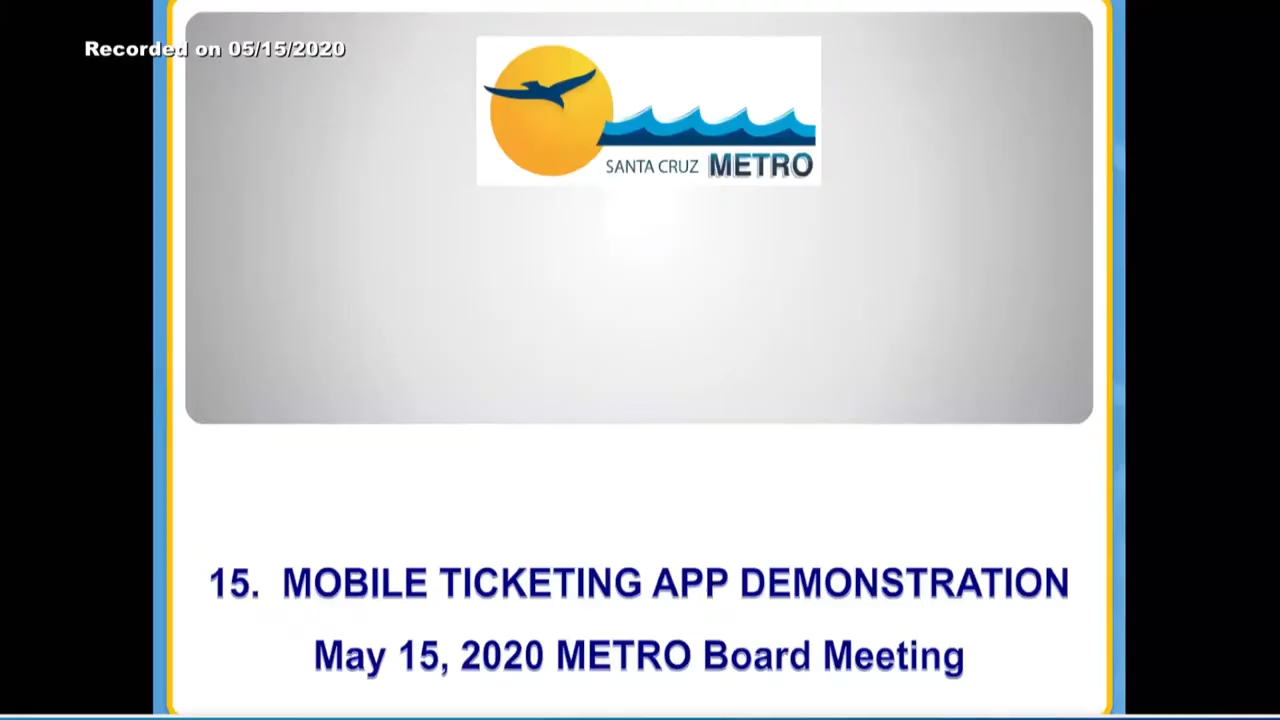 Recorded on 05/15/2020
SANTA CRUZ METRO
15. MOBILE TICKETING APP DEMONSTRATION
May 15, 2020 METRO Board Meeting